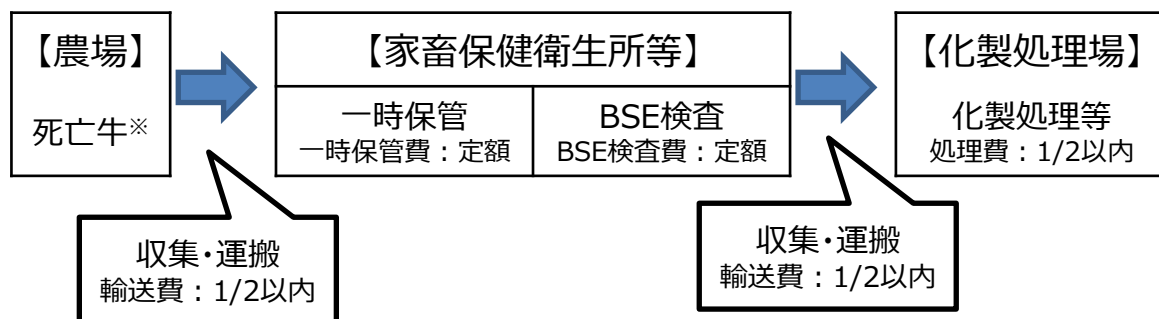 【農場】
死亡牛※
【家畜保健衛生所等】
一時保管
一時保管費：定額
BSE検査
BSE検査費：定額
【化製処理場】
化製処理等
処理費：1/2以内
収集・運搬
輸送費：1/2以内
収集・運搬
輸送費：1/2以内